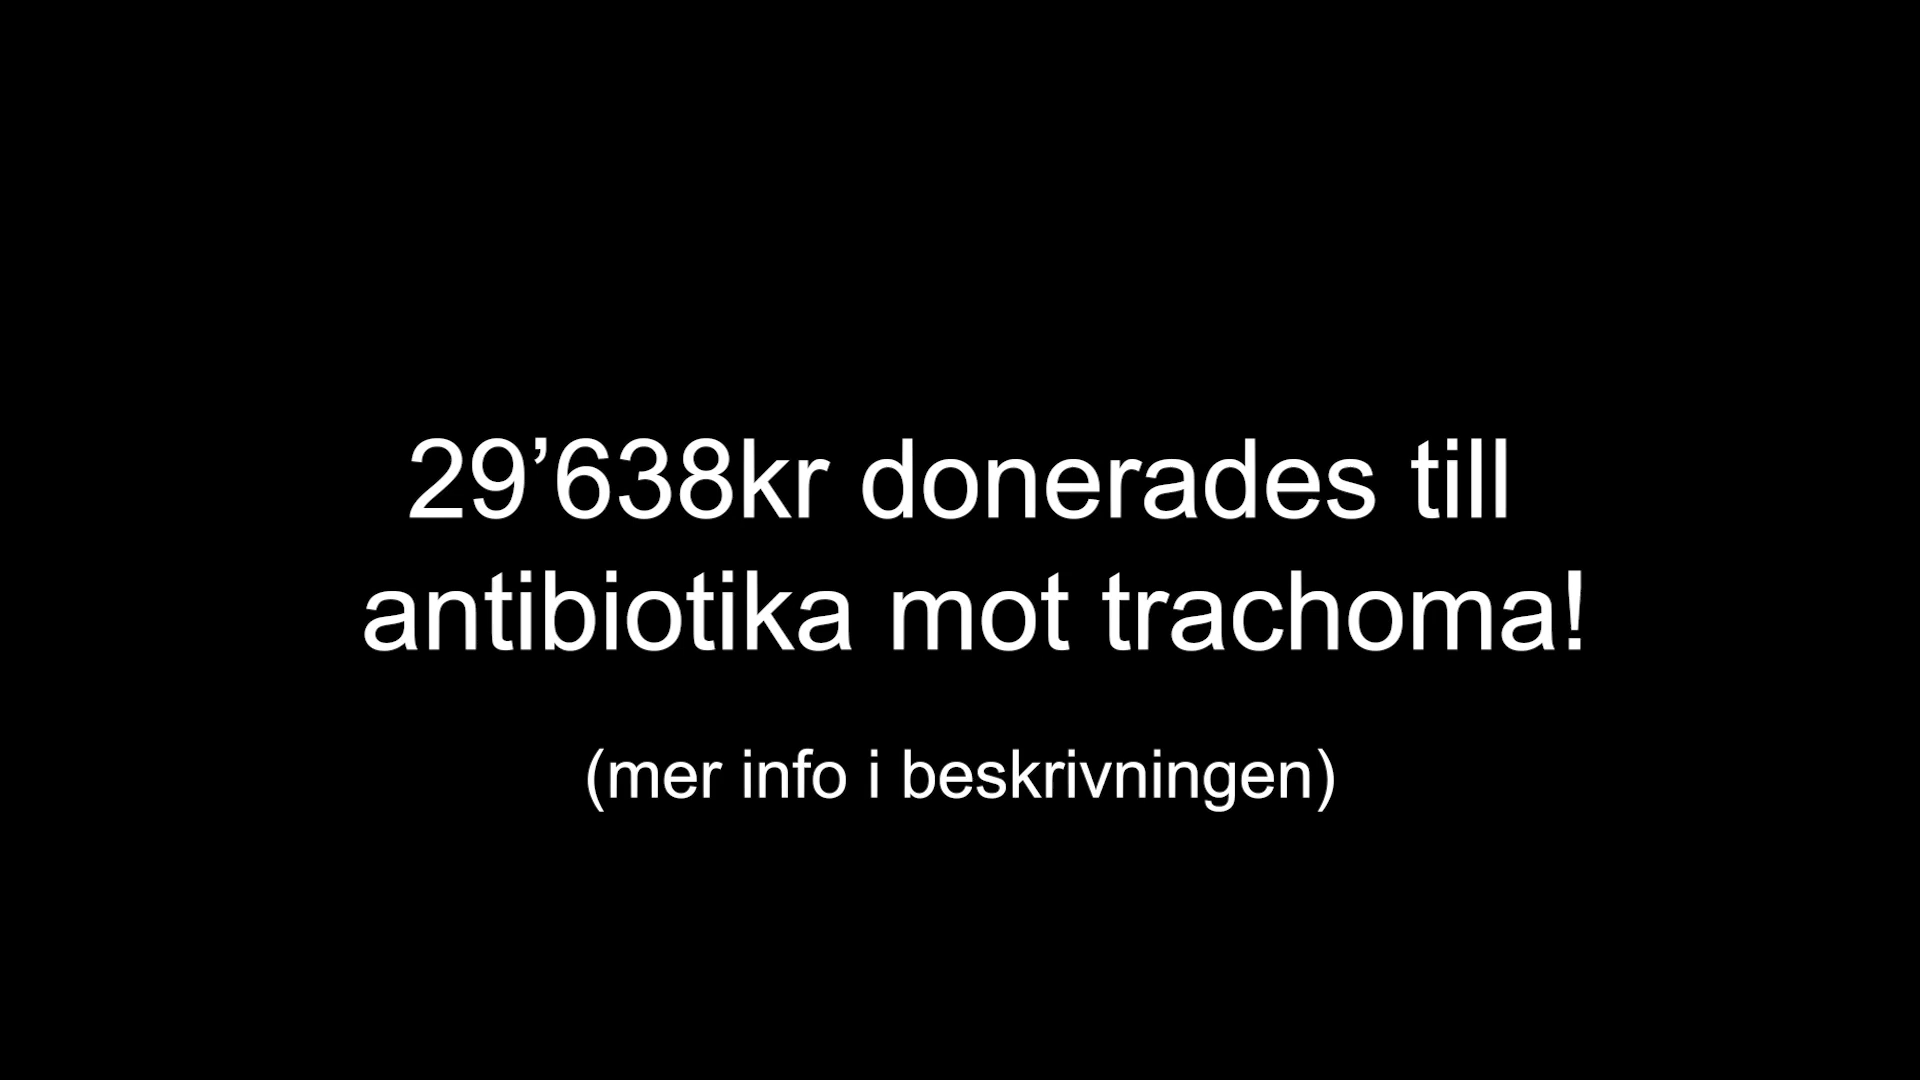 29’638kr donerades till
antibiotika mot trachoma!
(mer info i beskrivningen)